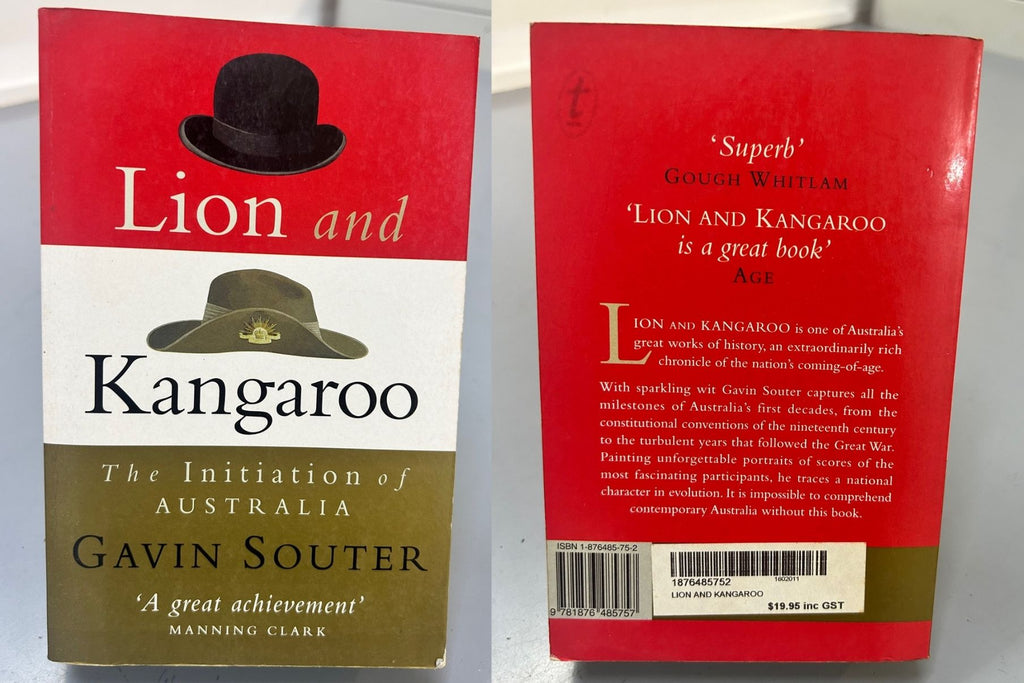 Lion and
Kangaroo
The Initiation of
AUSTRALIA
GAVIN SOUTER
‘A great achievement’
MANNING CLARK
t
‘Superb’
GOUGH WHITLAM
‘LION AND KANGAROO
is a great book’
AGE
LION AND KANGAROO is one of Australia’s
great works of history, an extraordinarily rich
chronicle of the nation’s coming-of-age.
With sparkling wit Gavin Souter captures all the
milestones of Australia’s first decades, from the
constitutional conventions of the nineteenth century
to the turbulent years that followed the Great War.
Painting unforgettable portraits of scores of the
most fascinating participants, he traces a national
character in evolution. It is impossible to comprehend
contemporary Australia without this book.
ISBN 1-876485-75-2
9 781876 485757
1876485752
1602011
LION AND KANGAROO
$19.95 inc GST